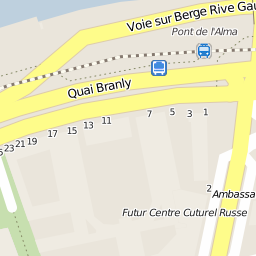 Voie sur Berge Rive Gau
Pont de l'Alma
Quai Branly
7 5 3 1
17 15 13 11
23 21 19
2
Ambassa
Futur Centre Cuturel Russe